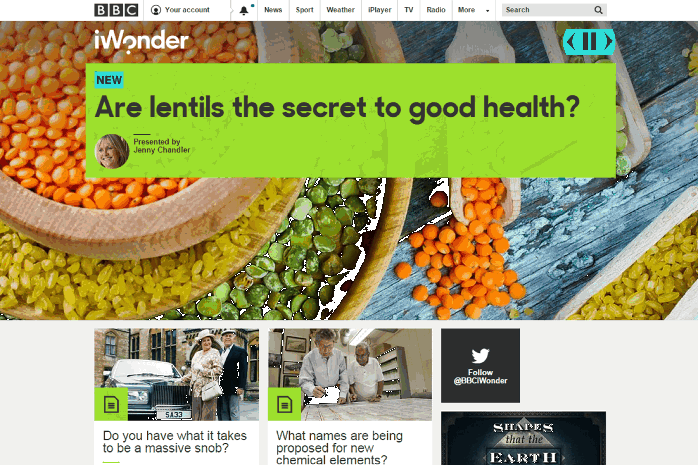 BBC Your account News Sport Weather iPlayer TV Radio More Search
iWonder
NEW
Are lentils the secret to good health?
Presented by
Jenny Chandler
SA33
Do you have what it takes
to be a massive snob?
What names are being
proposed for new
chemical elements?
Follow
@BBCiWonder
SHAPES
that the
EARTH